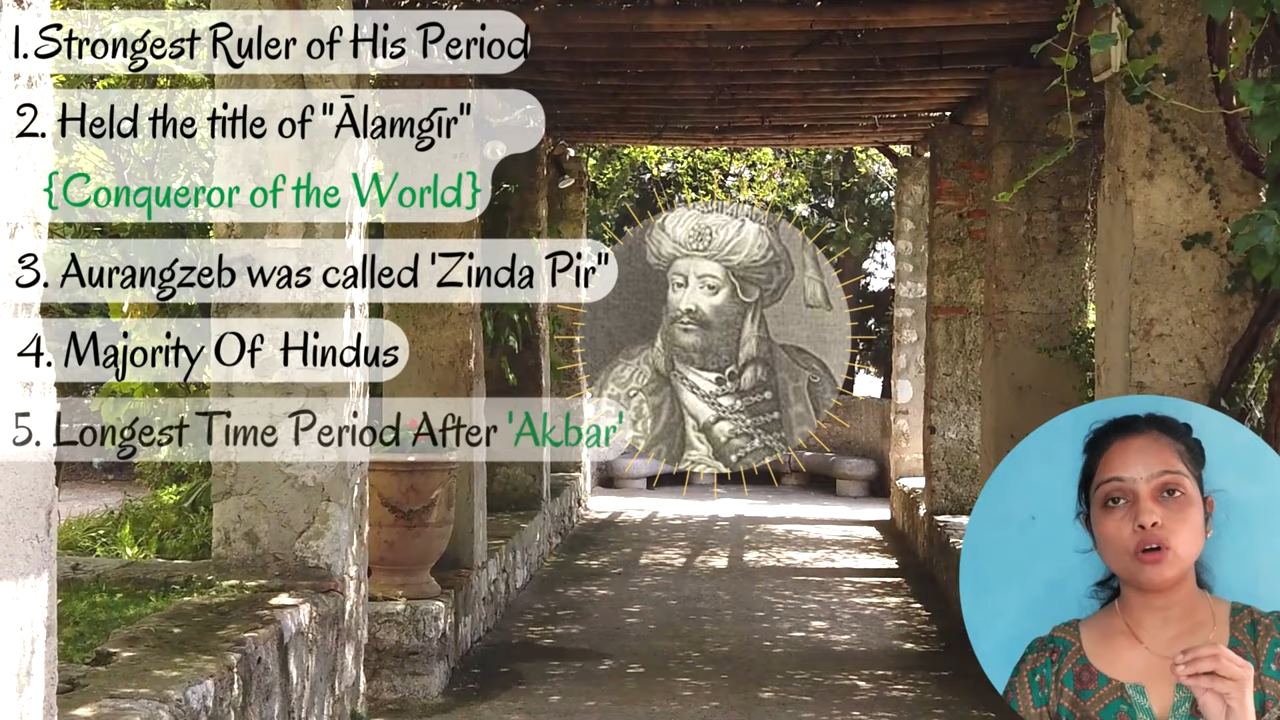 1. Strongest Ruler of His Period
2. Held the title of "Ālamgīr"
{Conqueror of the World}
3. Aurangzeb was called 'Zinda Pir"
4. Majority Of Hindus
5. Longest Time Period After 'Akbar'